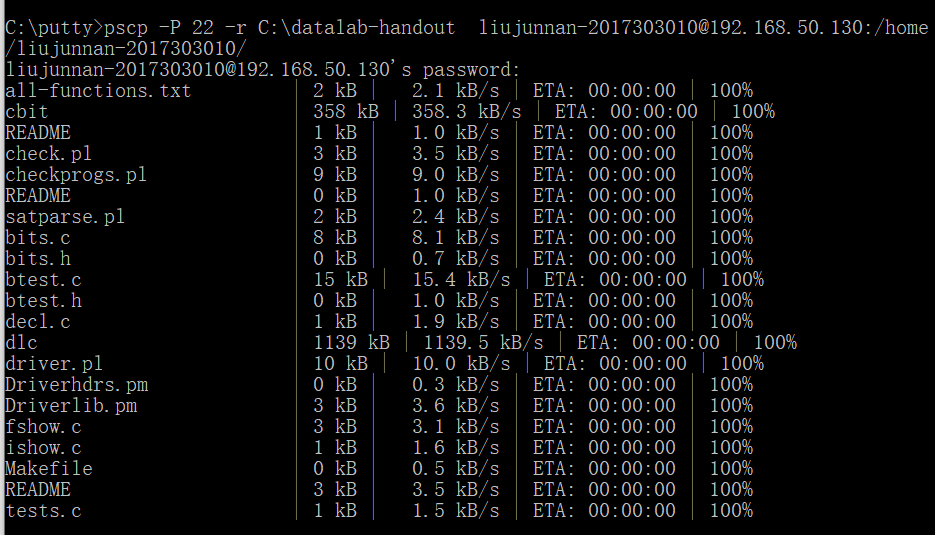 C:\putty>pscp -P 22 -r C:\datalab-handout  liujunnan-2017303010@192.168.50.130:/home
/liujunnan-2017303010/
liujunnan-2017303010@192.168.50.130's password:
all-functions.txt | 2 kB | 2.1 kB/s | ETA: 00:00:00 | 100%
cbit | 358 kB | 358.3 kB/s | ETA: 00:00:00 | 100%
README | 1 kB | 1.0 kB/s | ETA: 00:00:00 | 100%
check.pl | 3 kB | 3.5 kB/s | ETA: 00:00:00 | 100%
checkprogs.pl | 9 kB | 9.0 kB/s | ETA: 00:00:00 | 100%
README | 0 kB | 1.0 kB/s | ETA: 00:00:00 | 100%
satparse.pl | 2 kB | 2.4 kB/s | ETA: 00:00:00 | 100%
bits.c | 8 kB | 8.1 kB/s | ETA: 00:00:00 | 100%
bits.h | 0 kB | 0.7 kB/s | ETA: 00:00:00 | 100%
btest.c | 15 kB | 15.4 kB/s | ETA: 00:00:00 | 100%
btest.h | 0 kB | 1.0 kB/s | ETA: 00:00:00 | 100%
decl.c | 1 kB | 1.9 kB/s | ETA: 00:00:00 | 100%
dlc | 1139 kB | 1139.5 kB/s | ETA: 00:00:00 | 100%
driver.pl | 10 kB | 10.0 kB/s | ETA: 00:00:00 | 100%
Driverhdrs.pm | 0 kB | 0.3 kB/s | ETA: 00:00:00 | 100%
Driverlib.pm | 3 kB | 3.6 kB/s | ETA: 00:00:00 | 100%
fshow.c | 3 kB | 3.1 kB/s | ETA: 00:00:00 | 100%
ishow.c | 1 kB | 1.6 kB/s | ETA: 00:00:00 | 100%
Makefile | 0 kB | 0.5 kB/s | ETA: 00:00:00 | 100%
README | 3 kB | 3.5 kB/s | ETA: 00:00:00 | 100%
tests.c | 1 kB | 1.5 kB/s | ETA: 00:00:00 | 100%